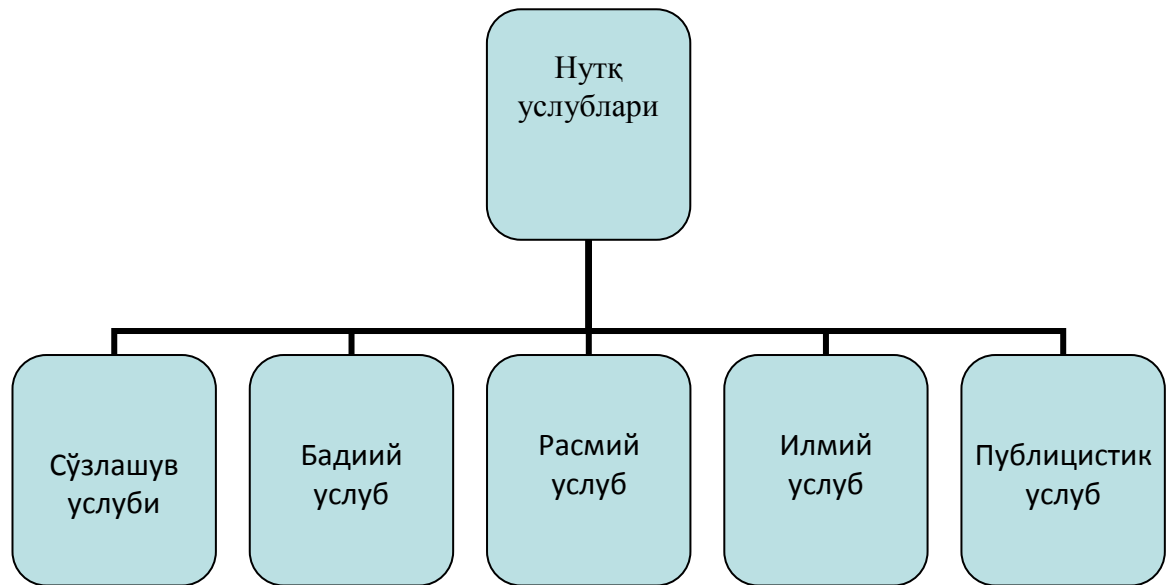 Нутқ
услублари
Сўзлашув
услуби
Бадиий
услуб
Расмий
услуб
Илмий
услуб
Публицистик
услуб